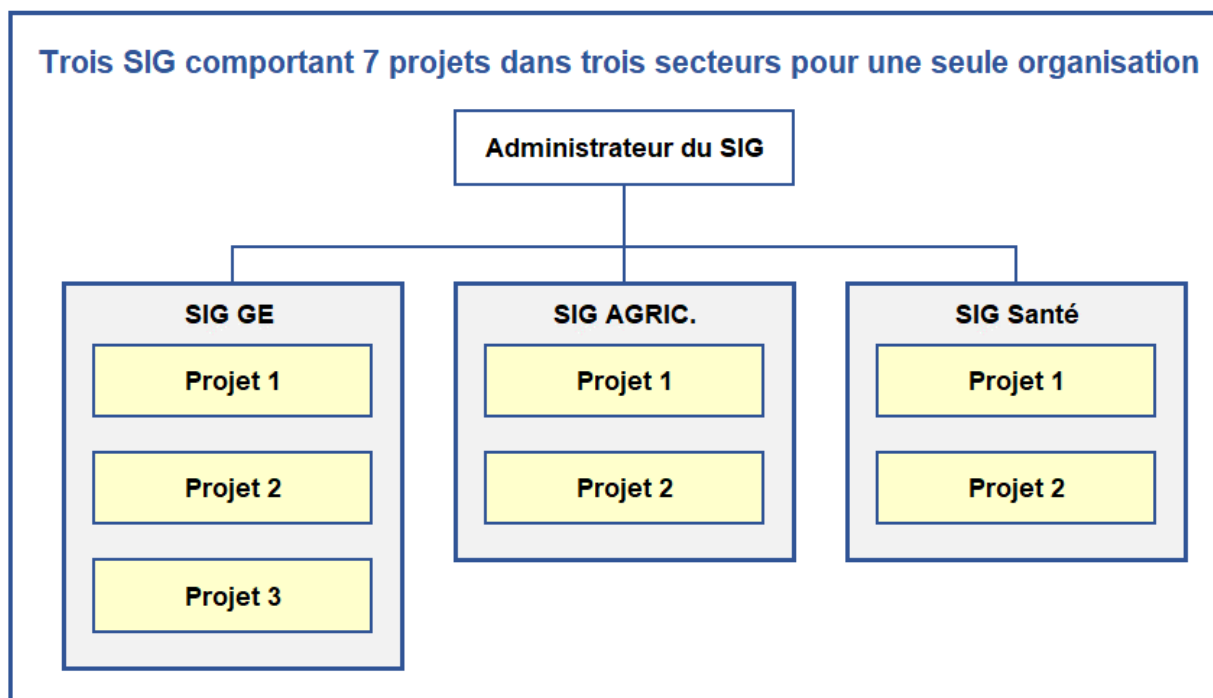 Trois SIG comportant 7 projets dans trois secteurs pour une seule organisation
Administrateur du SIG
SIG GE
Projet 1
Projet 2
Projet 3
SIG AGRIC.
Projet 1
Projet 2
SIG Santé
Projet 1
Projet 2